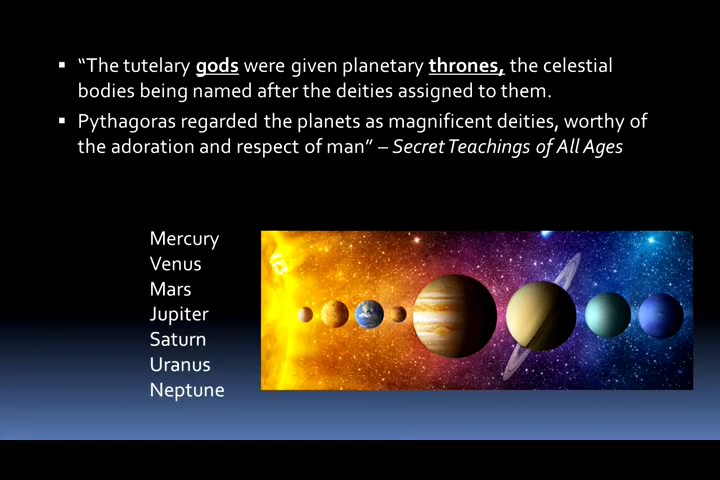 ▪ “The tutelary gods were given planetary thrones, the celestial
bodies being named after the deities assigned to them.
▪ Pythagoras regarded the planets as magnificent deities, worthy of
the adoration and respect of man” – Secret Teachings of All Ages
Mercury
Venus
Mars
Jupiter
Saturn
Uranus
Neptune